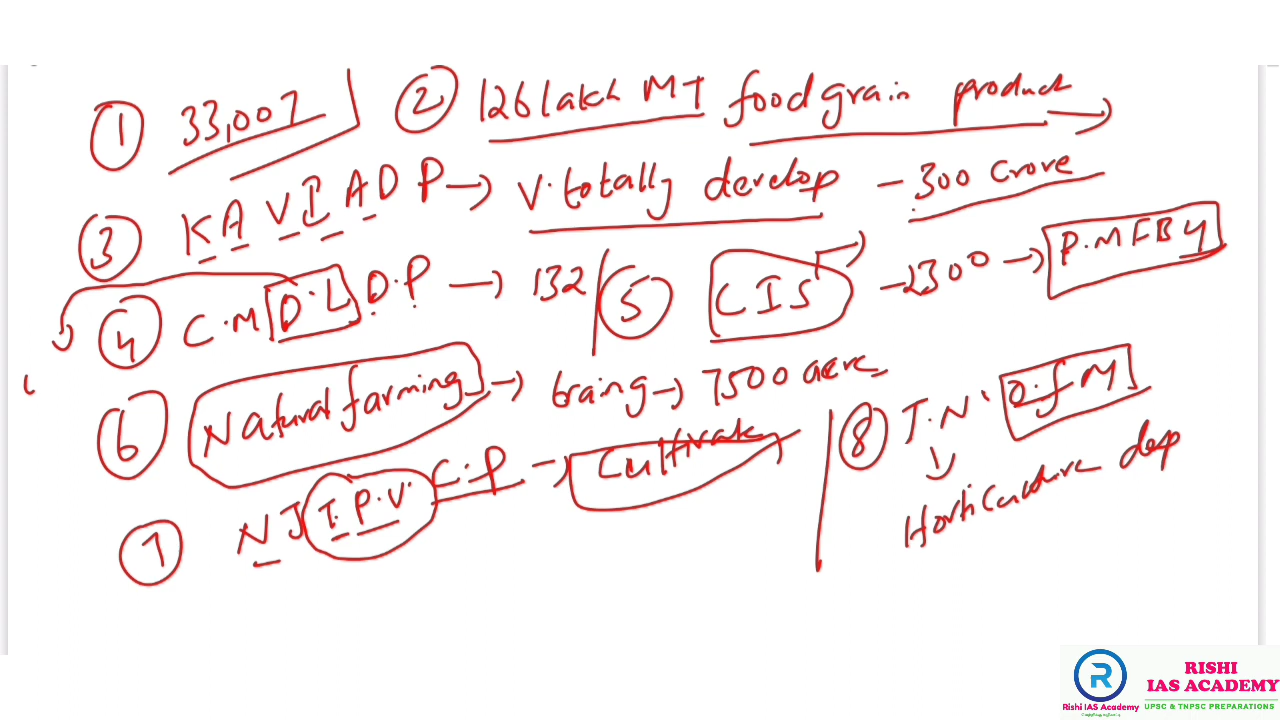 ① 33,007 ② 126 lakh MT food grain product →
③ KAVIADP → V. totally develop - 300 Crore
④ C.M D.L D.P → 132 ⑤ CIS - 2300 → P.MFBY
⑥ Natural farming → traing → 7500 acre
⑦ N J I.P.V. C.P → Cultivate
⑧ T.N. O.F M
↓
Horticulture dep
R
Rishi IAS Academy
RISHI
IAS ACADEMY
UPSC & TNPSC PREPARATIONS